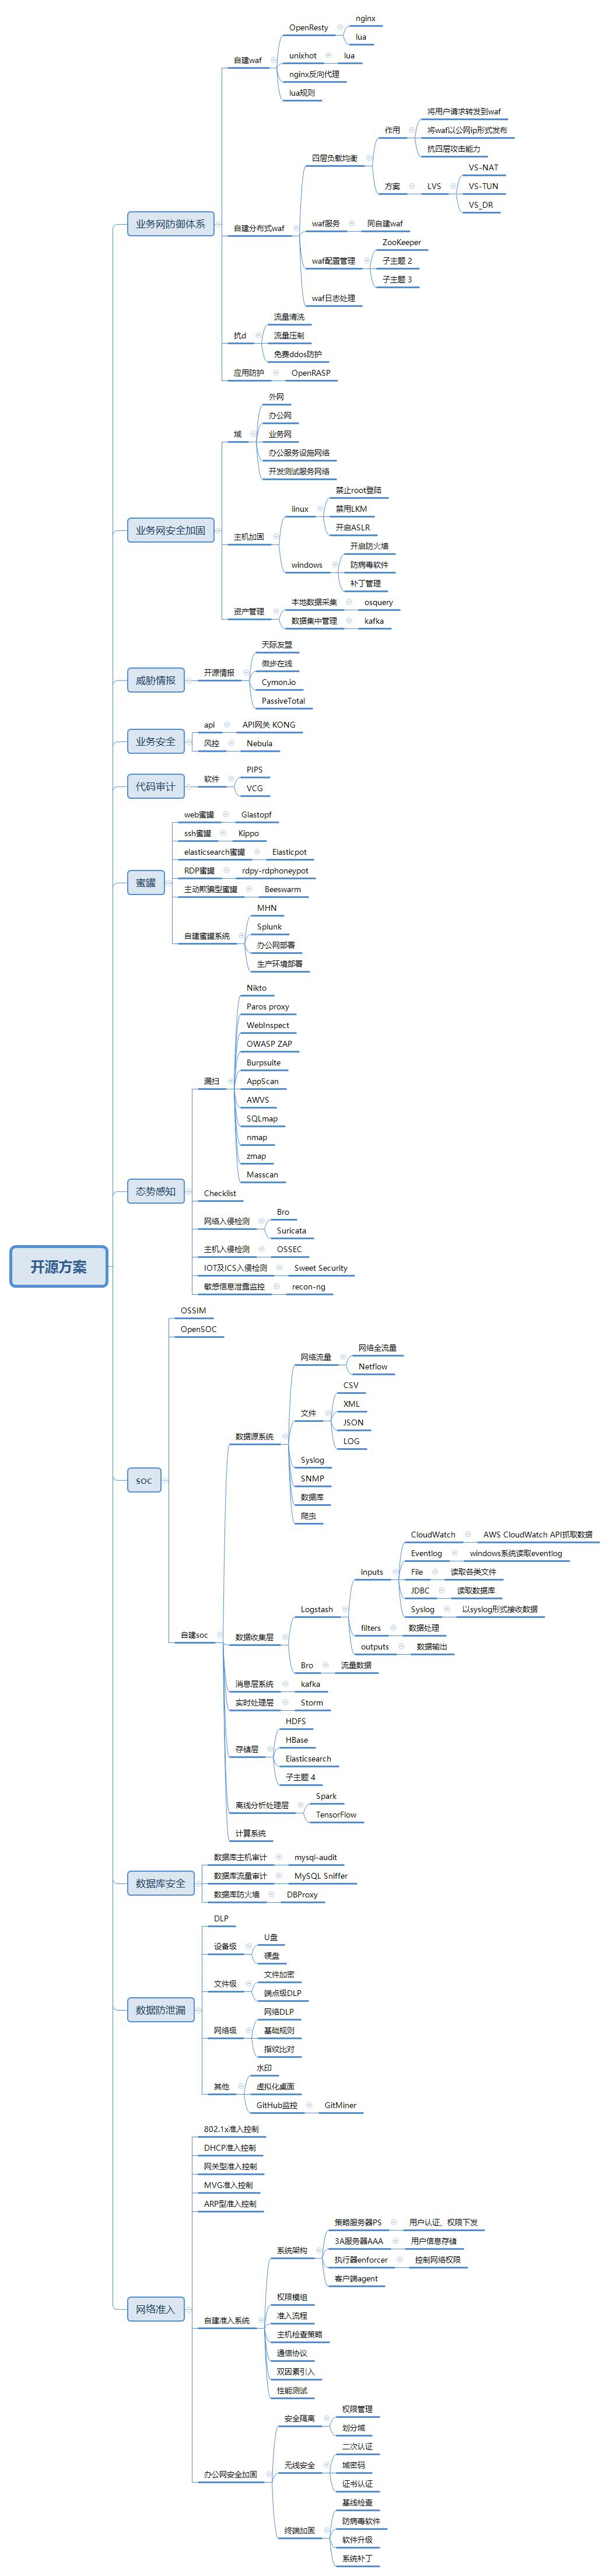 开源方案
业务网防御体系
自建waf
OpenResty
nginx
lua
unixhot
lua
nginx反向代理
lua规则
自建分布式waf
四层负载均衡
作用
将用户请求转发到waf
将waf以公网ip形式发布
抗四层攻击能力
方案
LVS
VS-NAT
VS-TUN
VS_DR
waf服务
同自建waf
waf配置管理
ZooKeeper
子主题 2
子主题 3
waf日志处理
抗d
流量清洗
流量压制
免费ddos防护
应用防护
OpenRASP
业务网安全加固
域
外网
办公网
业务网
办公服务设施网络
开发测试服务网络
主机加固
linux
禁止root登陆
禁用LKM
开启ASLR
windows
开启防火墙
防病毒软件
补丁管理
资产管理
本地数据采集
osquery
数据集中管理
kafka
威胁情报
开源情报
天际友盟
微步在线
Cymon.io
PassiveTotal
业务安全
api
API网关 KONG
风控
Nebula
代码审计
软件
PIPS
VCG
蜜罐
web蜜罐
Glastopf
ssh蜜罐
Kippo
elasticsearch蜜罐
Elasticpot
RDP蜜罐
rdpy-rdphoneypot
主动欺骗型蜜罐
Beeswarm
自建蜜罐系统
MHN
Splunk
办公网部署
生产环境部署
态势感知
漏扫
Nikto
Paros proxy
WebInspect
OWASP ZAP
Burpsuite
AppScan
AWVS
SQLmap
nmap
zmap
Masscan
Checklist
网络入侵检测
Bro
Suricata
主机入侵检测
OSSEC
IOT及ICS入侵检测
Sweet Security
敏感信息泄露监控
recon-ng
SOC
OSSIM
OpenSOC
自建soc
数据源系统
网络流量
网络全流量
Netflow
文件
CSV
XML
JSON
LOG
Syslog
SNMP
数据库
爬虫
数据收集层
Logstash
inputs
CloudWatch
AWS CloudWatch API抓取数据
Eventlog
windows系统读取eventlog
File
读取各类文件
JDBC
读取数据库
Syslog
以syslog形式接收数据
filters
数据处理
outputs
数据输出
Bro
流量数据
消息层系统
kafka
实时处理层
Storm
存储层
HDFS
HBase
Elasticsearch
子主题 4
离线分析处理层
Spark
TensorFlow
计算系统
数据库安全
数据库主机审计
mysql-audit
数据库流量审计
MySQL Sniffer
数据库防火墙
DBProxy
数据防泄漏
DLP
设备级
U盘
硬盘
文件级
文件加密
端点级DLP
网络级
网络DLP
基础规则
指纹比对
其他
水印
虚拟化桌面
GitHub监控
GitMiner
网络准入
802.1x准入控制
DHCP准入控制
网关型准入控制
MVG准入控制
ARP型准入控制
自建准入系统
系统架构
策略服务器PS
用户认证、权限下发
3A服务器AAA
用户信息存储
执行器enforcer
控制网络权限
客户端agent
权限模组
准入流程
主机检查策略
通信协议
双因素引入
性能测试
办公网安全加固
安全隔离
权限管理
划分域
无线安全
二次认证
域密码
证书认证
终端加固
基线检查
防病毒软件
软件升级
系统补丁